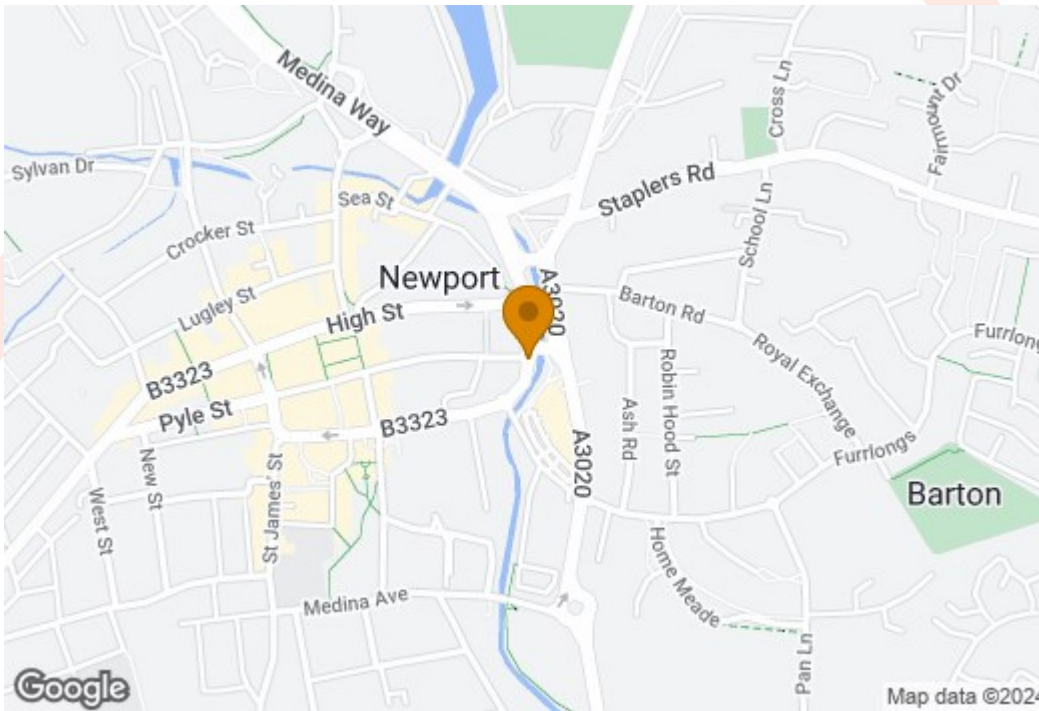 Medina Way
Cross Ln
Fairmount Dr
Sylvan Dr
Staplers Rd
School Ln
Sea St
Crocker St
Newport
A3020
Lugley St
High St
Barton Rd
Furrlongs
B3323
Royal Exchange
Robin Hood St
Pyle St
Ash Rd
B3323
A3020
Furrlongs
New St
West St
St James' St
Barton
Home Meade
Medina Ave
Pan Ln
Google
Map data ©2024